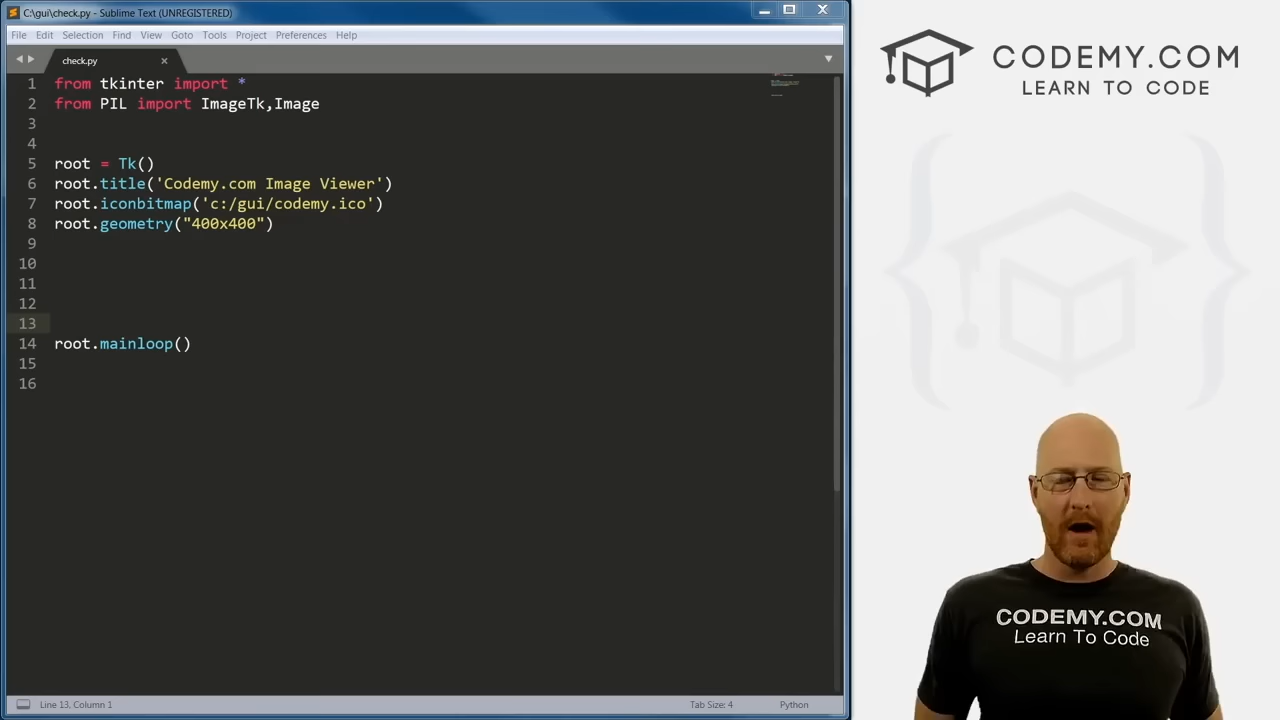 C:\gui\check.py - Sublime Text (UNREGISTERED)
File Edit Selection Find View Goto Tools Project Preferences Help
check.py
1 from tkinter import *
2 from PIL import ImageTk,Image
3
4
5 root = Tk()
6 root.title('Codemy.com Image Viewer')
7 root.iconbitmap('c:/gui/codemy.ico')
8 root.geometry("400x400")
9
10
11
12
13
14 root.mainloop()
15
16
Line 13, Column 1 Tab Size: 4 Python
CODEMY.COM
LEARN TO CODE
CODEMY.COM
Learn To Code